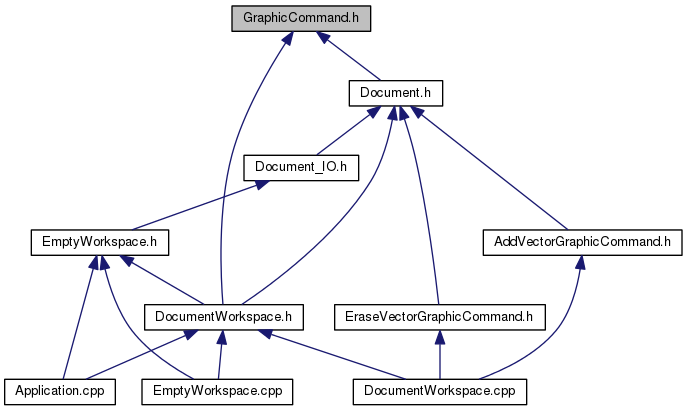 GraphicCommand.h
Document.h
Document_IO.h
EmptyWorkspace.h
AddVectorGraphicCommand.h
DocumentWorkspace.h
EraseVectorGraphicCommand.h
Application.cpp
EmptyWorkspace.cpp
DocumentWorkspace.cpp